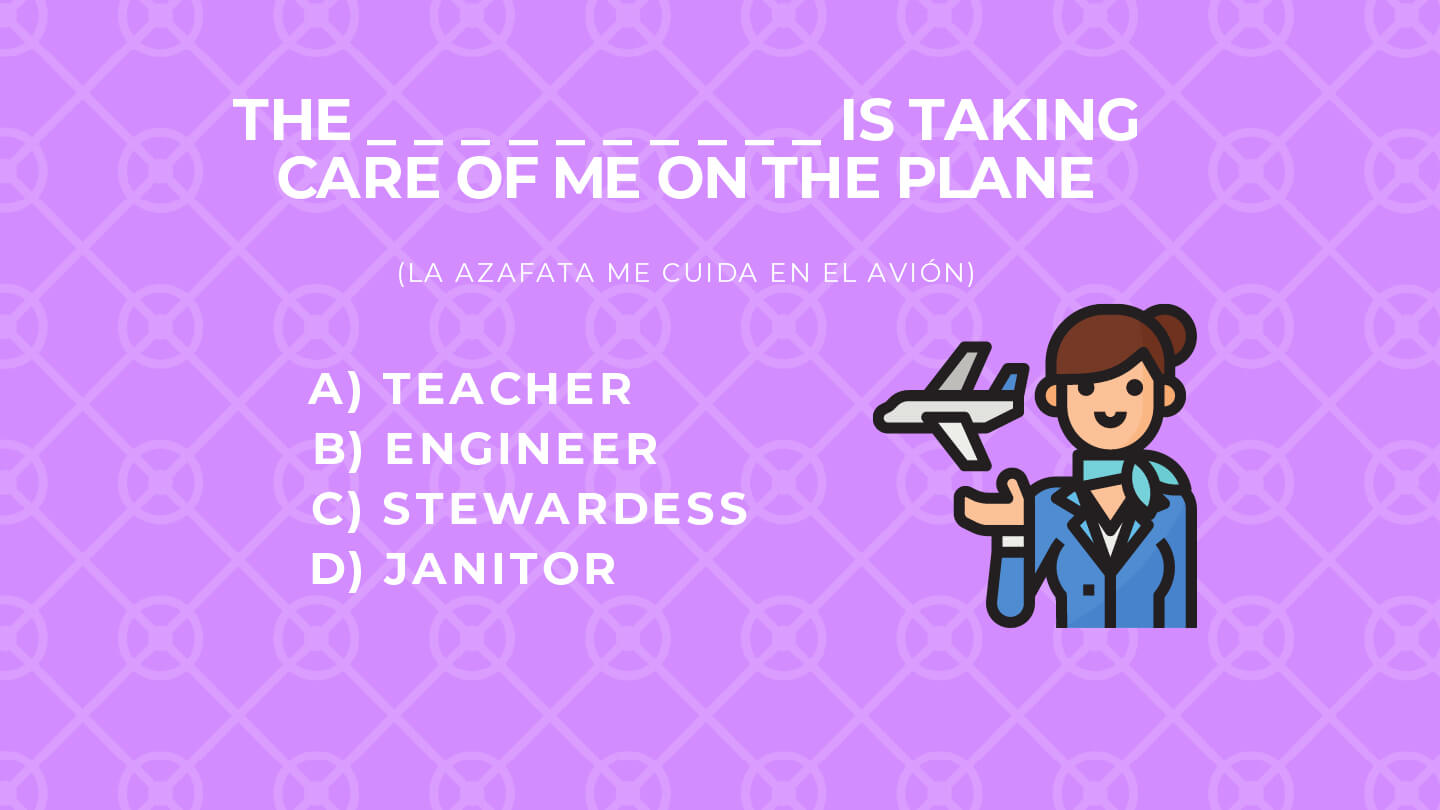 THE _ _ _ _ _ _ _ _ _ _ IS TAKING
CARE OF ME ON THE PLANE
(LA AZAFATA ME CUIDA EN EL AVIÓN)
A) TEACHER
B) ENGINEER
C) STEWARDESS
D) JANITOR